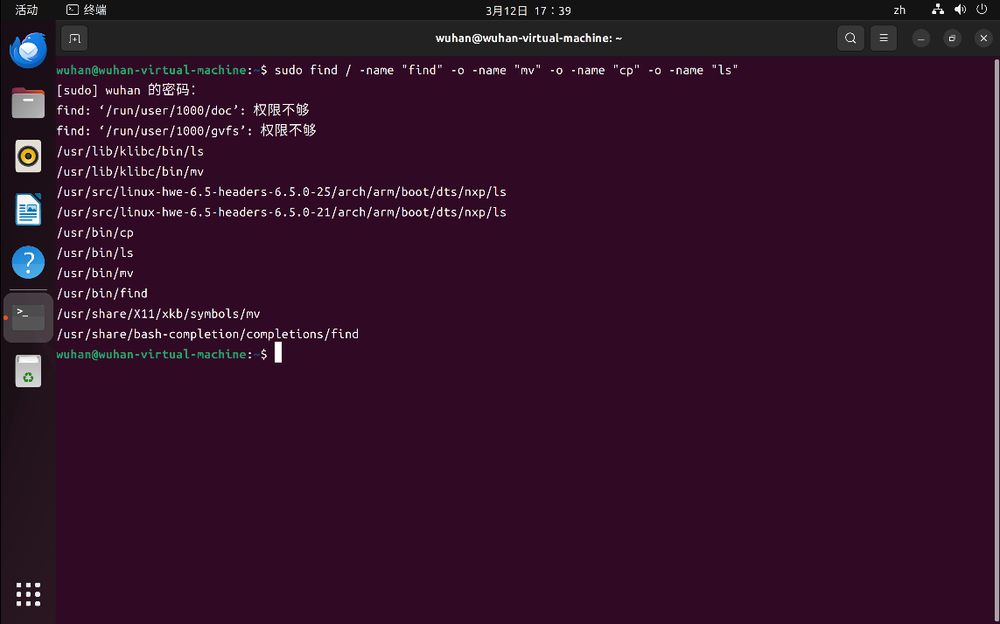 活动 终端 3月12日 17：39 zh
wuhan@wuhan-virtual-machine: ~
wuhan@wuhan-virtual-machine:~$ sudo find / -name "find" -o -name "mv" -o -name "cp" -o -name "ls"
[sudo] wuhan 的密码：
find: ‘/run/user/1000/doc’: 权限不够
find: ‘/run/user/1000/gvfs’: 权限不够
/usr/lib/klibc/bin/ls
/usr/lib/klibc/bin/mv
/usr/src/linux-hwe-6.5-headers-6.5.0-25/arch/arm/boot/dts/nxp/ls
/usr/src/linux-hwe-6.5-headers-6.5.0-21/arch/arm/boot/dts/nxp/ls
/usr/bin/cp
/usr/bin/ls
/usr/bin/mv
/usr/bin/find
/usr/share/X11/xkb/symbols/mv
/usr/share/bash-completion/completions/find
wuhan@wuhan-virtual-machine:~$